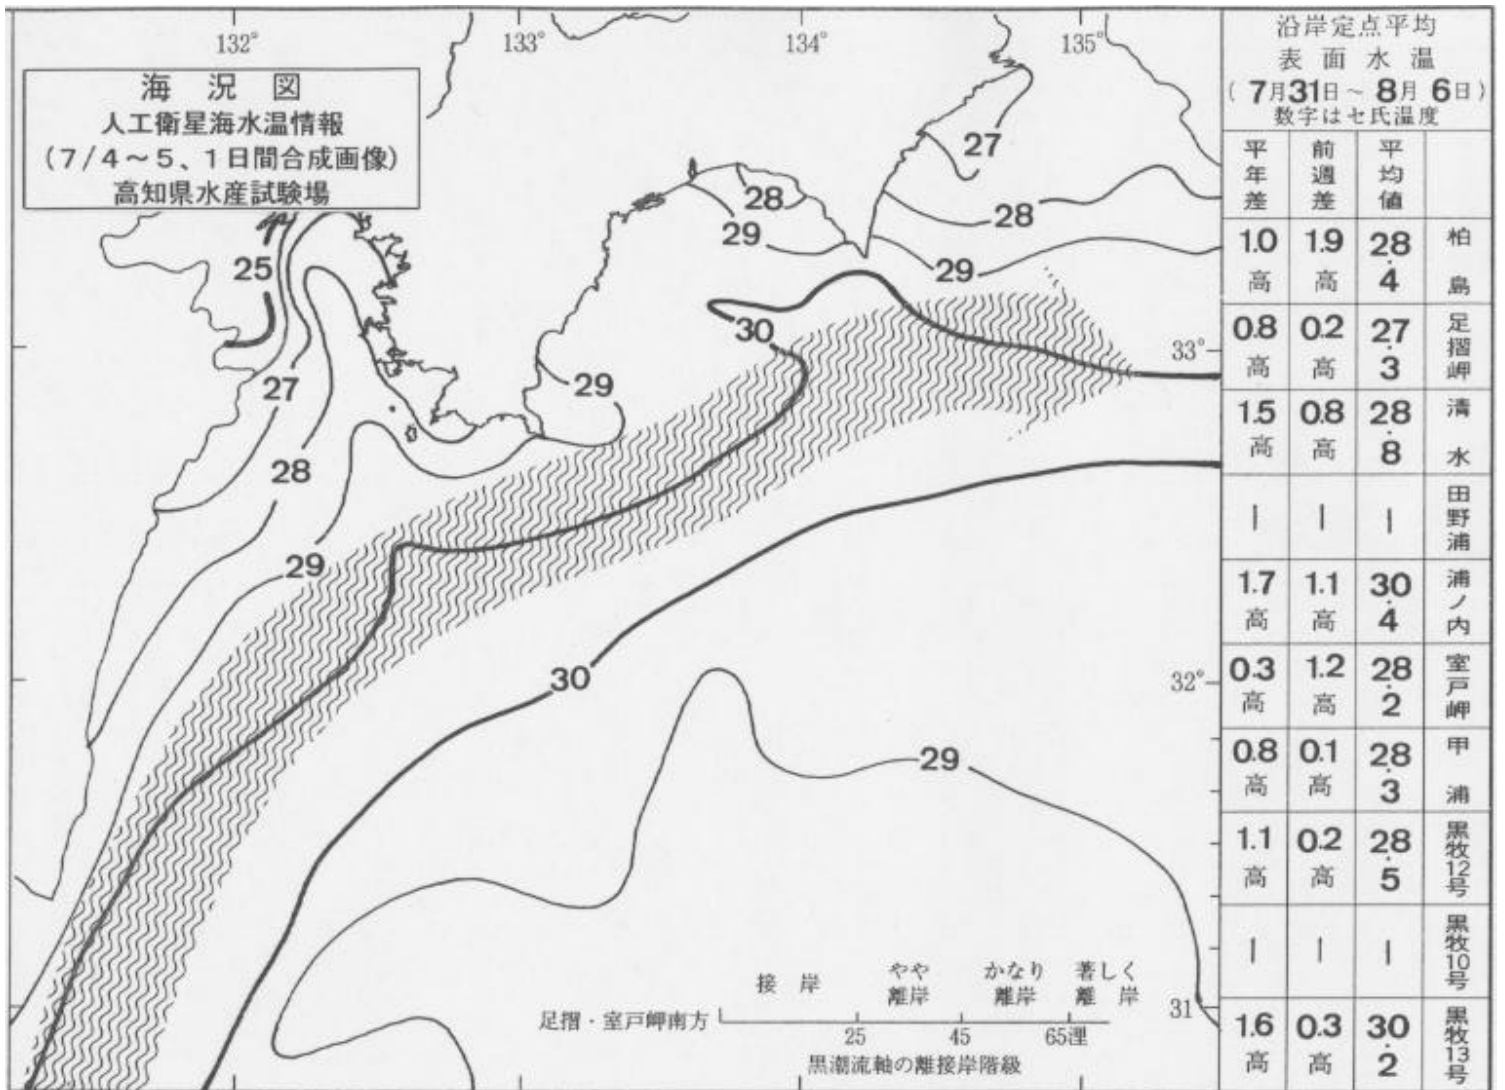 132°
133°
134°
135°
海 況 図
人工衛星海水温情報
(7/4～5、1日間合成画像)
高知県水産試験場
25
27
28
29
28
29
29
30
27
28
29
30
29
33°
32°
31
接 岸
やや
離岸
かなり
離岸
著しく
離 岸
足摺・室戸岬南方
25
45
65浬
黒潮流軸の離接岸階級
沿岸定点平均
表 面 水 温
( 7月31日～ 8月 6日)
数字はセ氏温度
平年差 前週差 平均値
1.0高 1.9高 28.4 柏島
0.8高 0.2高 27.3 足摺岬
1.5高 0.8高 28.8 清水
― ― ― 田野浦
1.7高 1.1高 30.4 浦ノ内
0.3高 1.2高 28.2 室戸岬
0.8高 0.1高 28.3 甲浦
1.1高 0.2高 28.5 黒牧12号
― ― ― 黒牧10号
1.6高 0.3高 30.2 黒牧13号